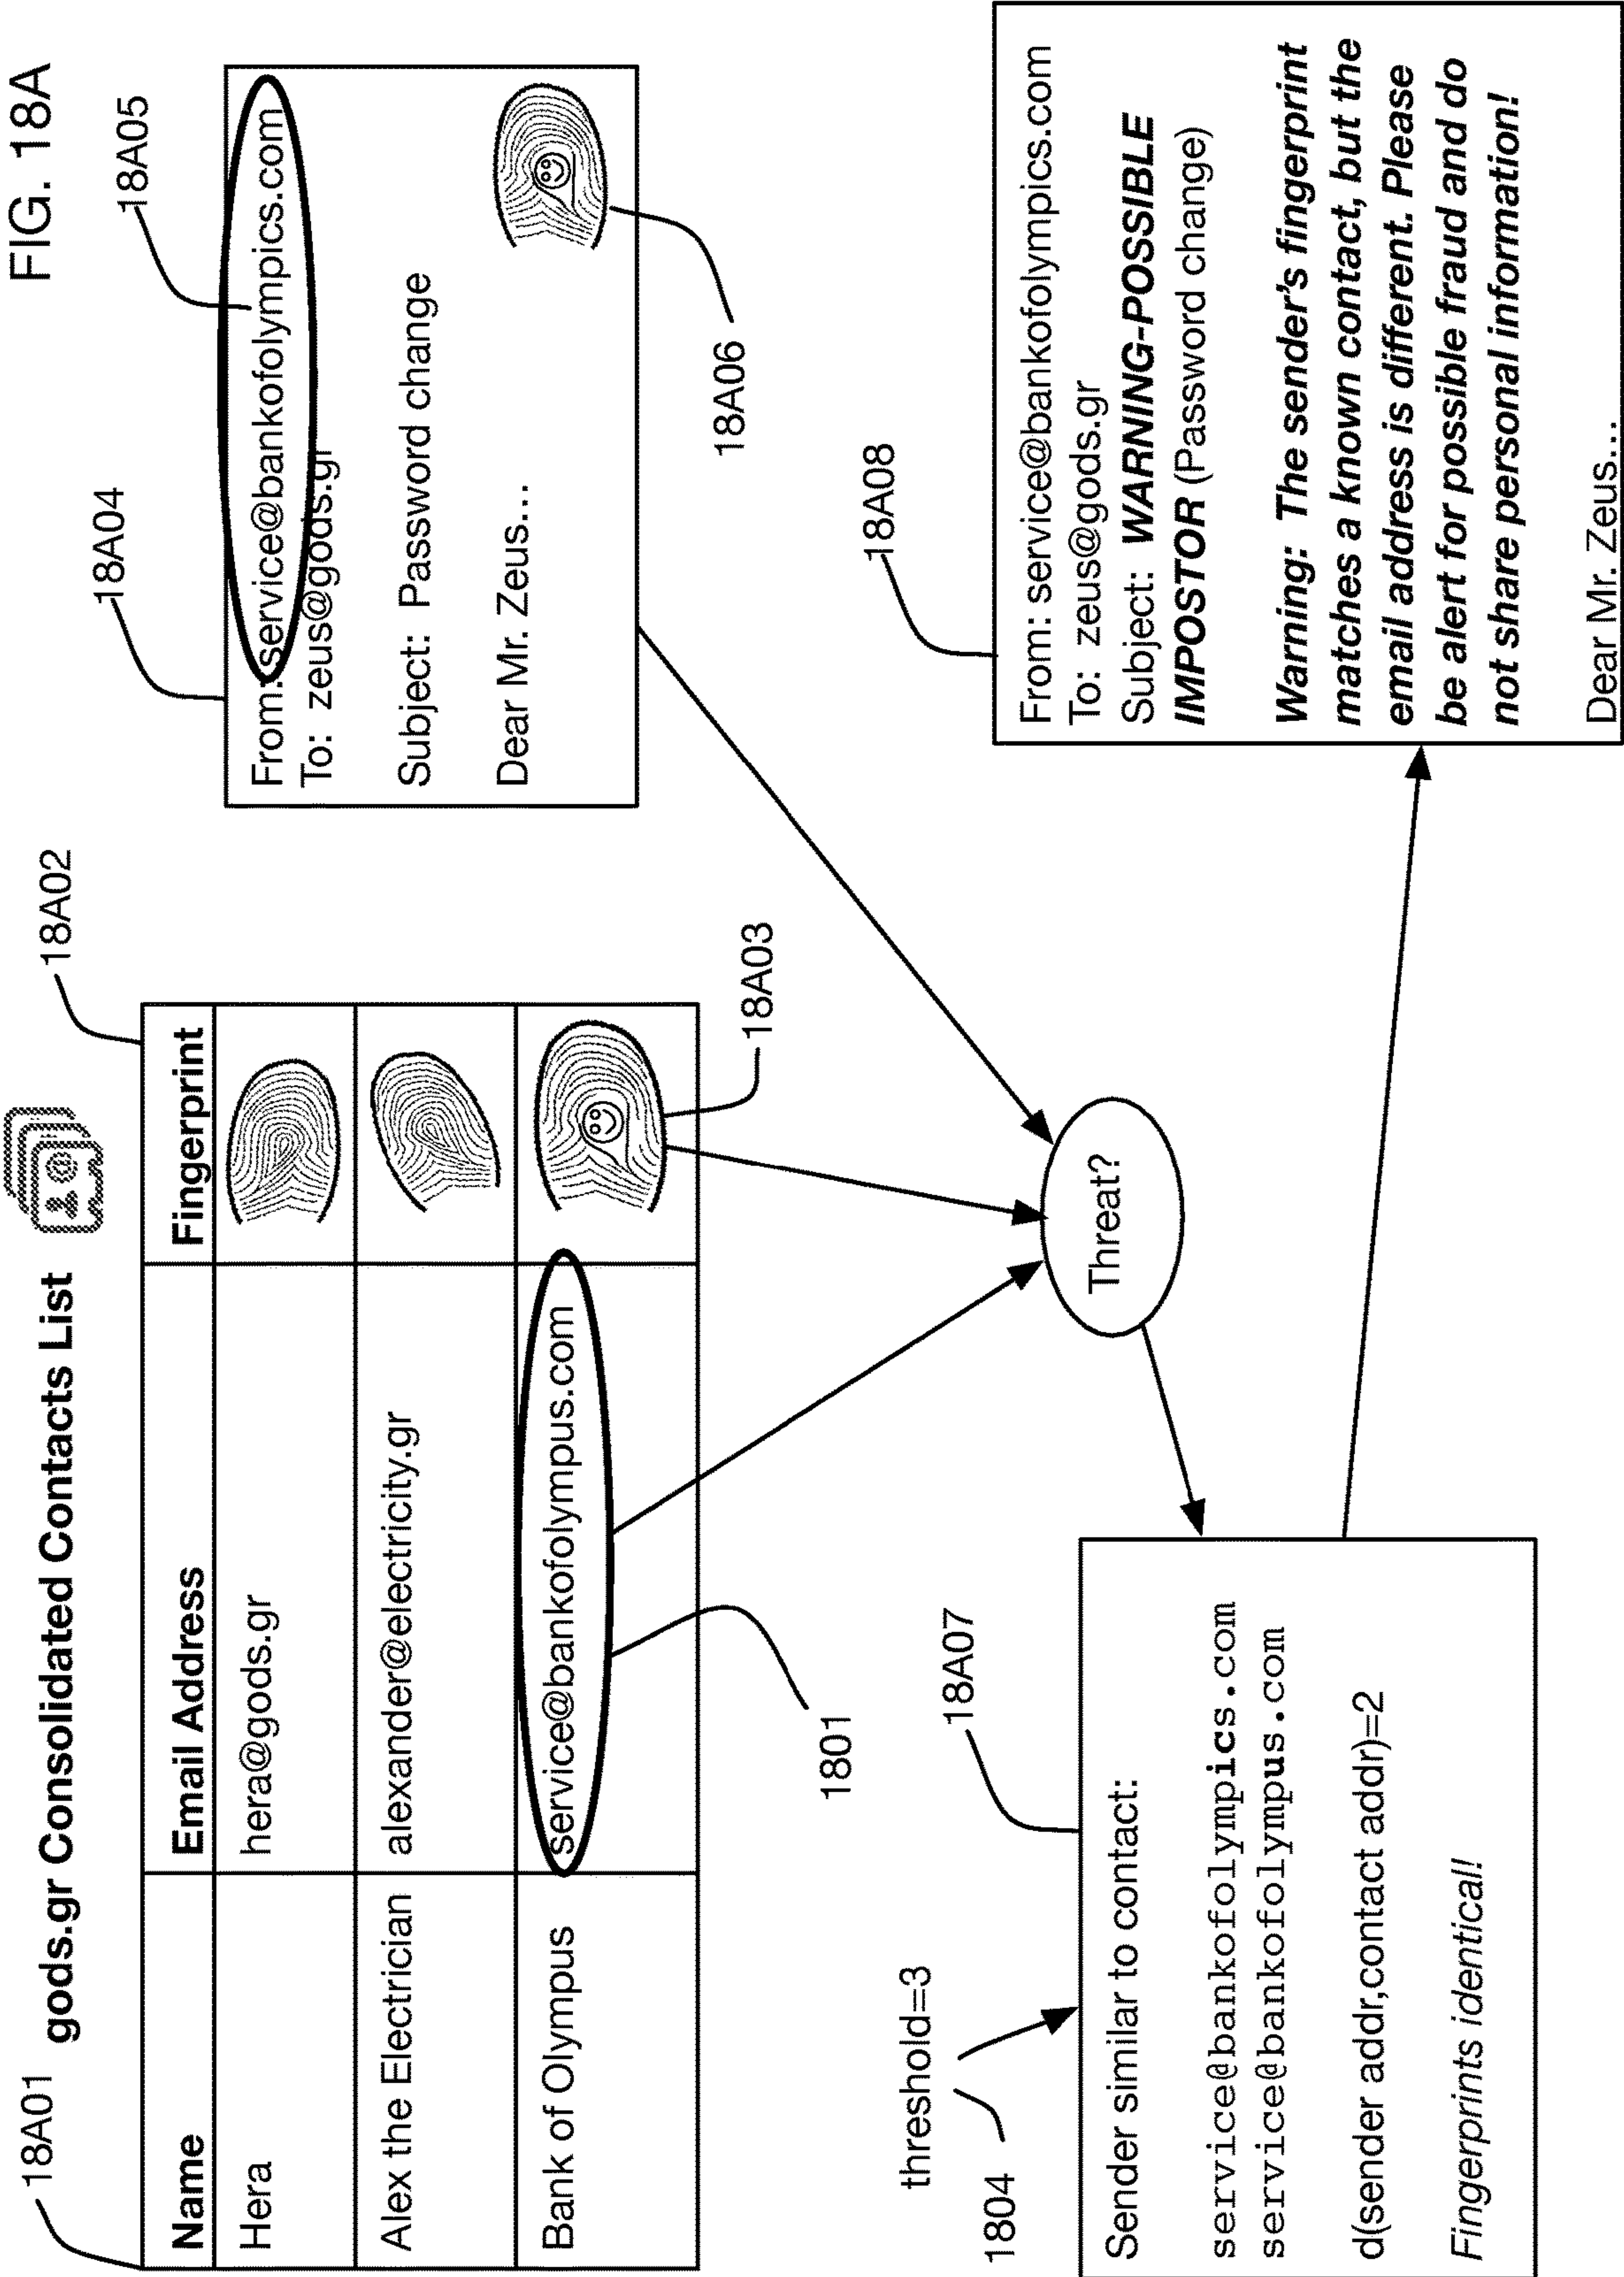 FIG. 18A
18A01
gods.gr Consolidated Contacts List
18A02
Name Email Address Fingerprint
Hera hera@gods.gr
Alex the Electrician alexander@electricity.gr
Bank of Olympus service@bankofolympus.com
18A03
1801
18A04
18A05
From: service@bankofolympics.com
To: zeus@gods.gr
Subject: Password change
Dear Mr. Zeus...
18A06
Threat?
threshold=3
1804
18A07
Sender similar to contact:
service@bankofolympics.com
service@bankofolympus.com
d(sender addr,contact addr)=2
Fingerprints identical!
18A08
From: service@bankofolympics.com
To: zeus@gods.gr
Subject: WARNING-POSSIBLE
IMPOSTOR (Password change)
Warning: The sender's fingerprint
matches a known contact, but the
email address is different. Please
be alert for possible fraud and do
not share personal information!
Dear Mr. Zeus...